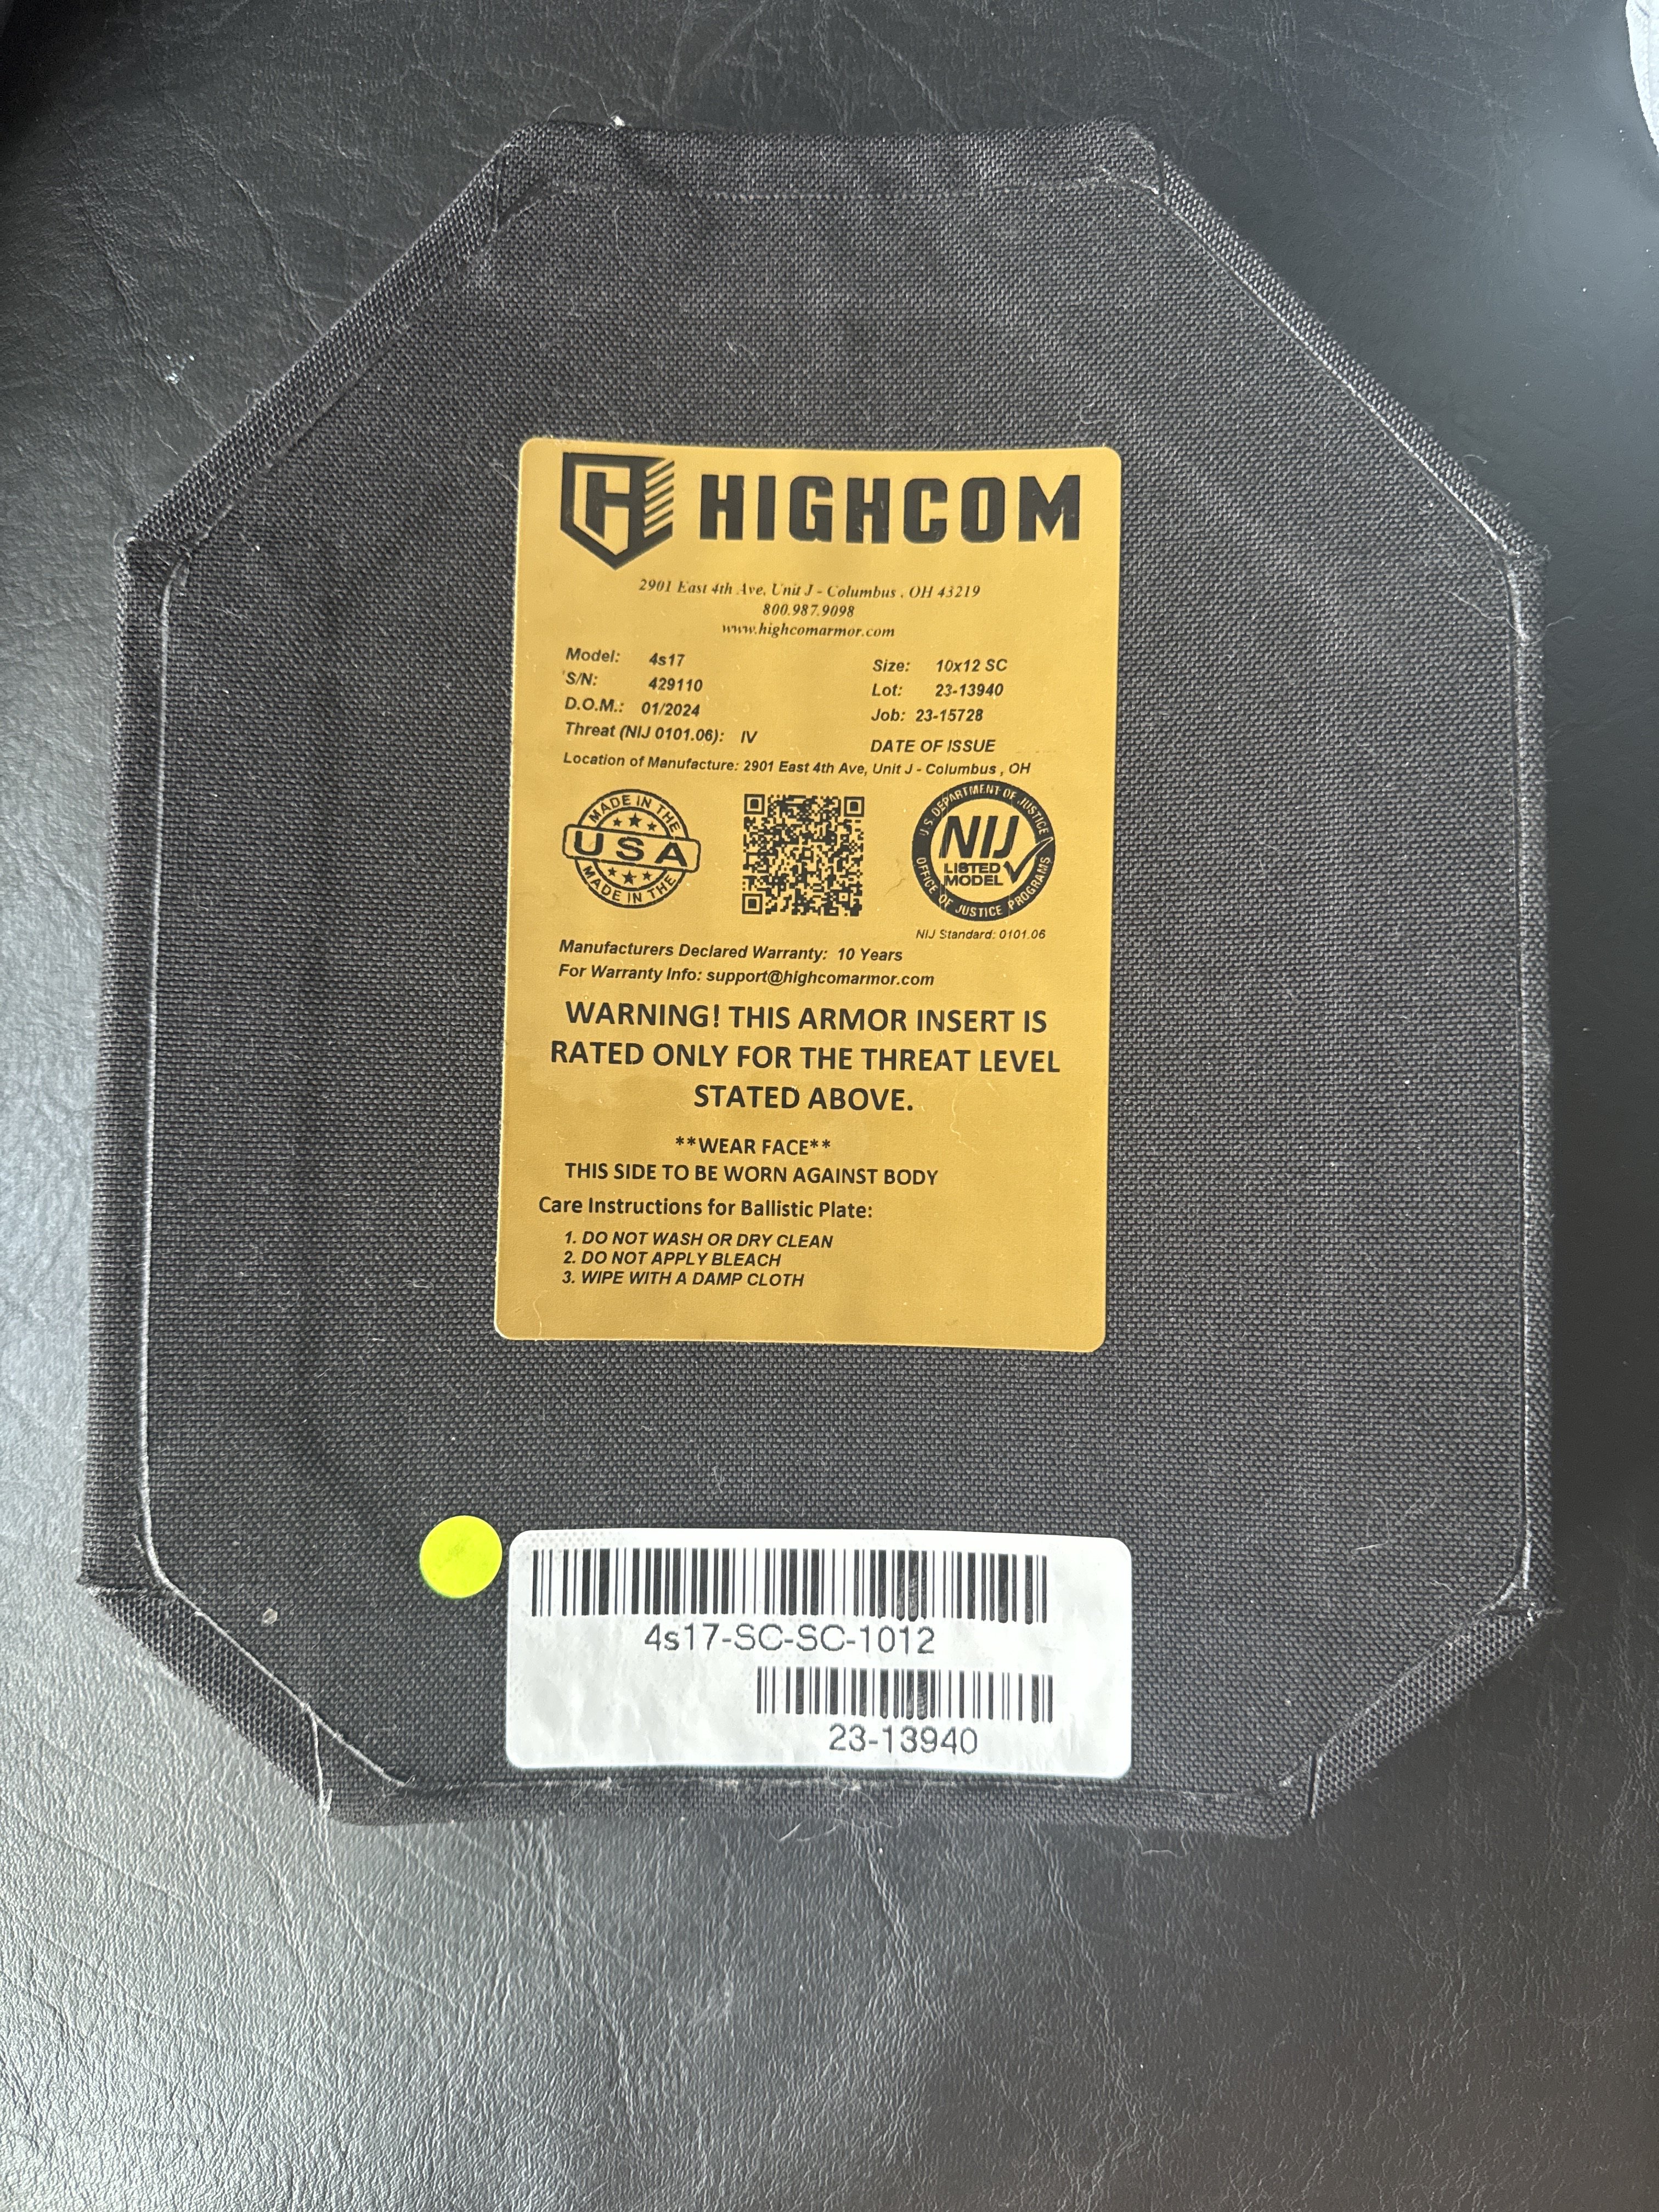 HIGHCOM
2901 East 4th Ave, Unit J - Columbus , OH 43219
800.987.9098
www.highcomarmor.com
Model: 4s17
S/N: 429110
D.O.M.: 01/2024
Threat (NIJ 0101.06): IV
Size: 10x12 SC
Lot: 23-13940
Job: 23-15728
DATE OF ISSUE
Location of Manufacture: 2901 East 4th Ave, Unit J - Columbus , OH
MADE IN THE
USA
MADE IN THE
U.S. DEPARTMENT OF JUSTICE
NIJ
LISTED
MODEL
OFFICE OF JUSTICE PROGRAMS
NIJ Standard: 0101.06
Manufacturers Declared Warranty: 10 Years
For Warranty Info: support@highcomarmor.com
WARNING! THIS ARMOR INSERT IS
RATED ONLY FOR THE THREAT LEVEL
STATED ABOVE.
**WEAR FACE**
THIS SIDE TO BE WORN AGAINST BODY
Care Instructions for Ballistic Plate:
1. DO NOT WASH OR DRY CLEAN
2. DO NOT APPLY BLEACH
3. WIPE WITH A DAMP CLOTH
4s17-SC-SC-1012
23-13940